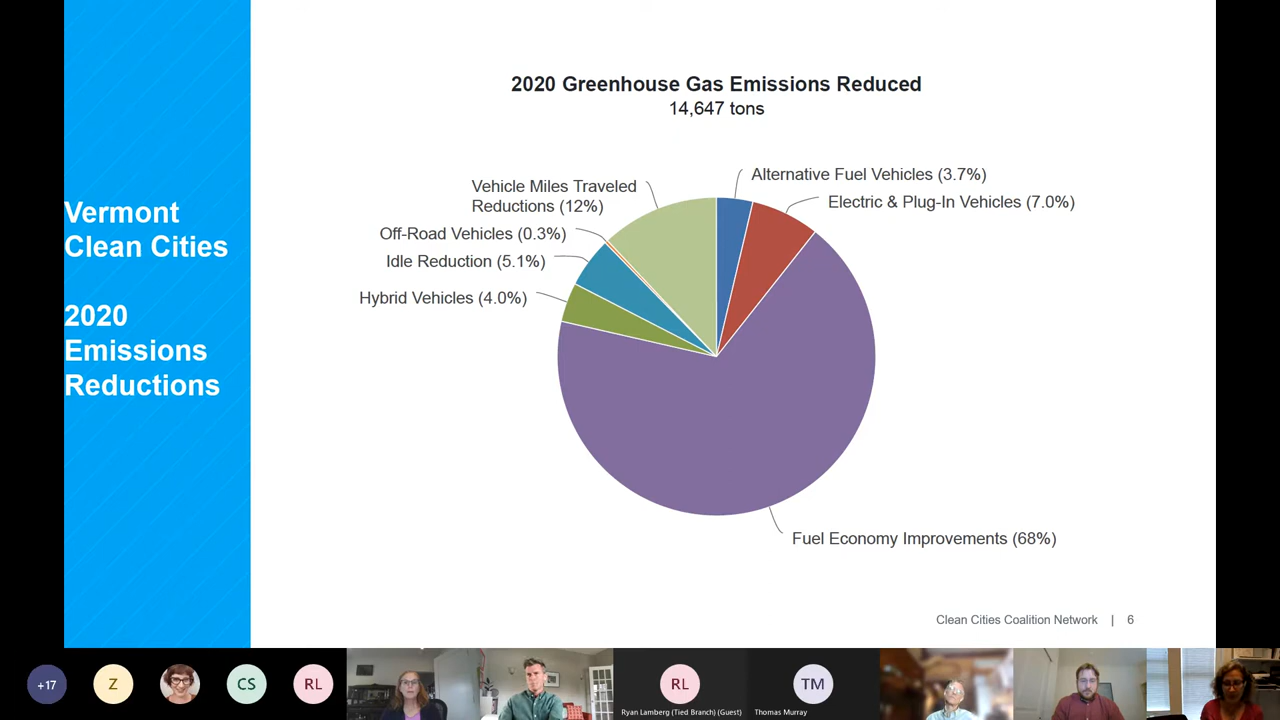 2020 Greenhouse Gas Emissions Reduced
14,647 tons
Vermont
Clean Cities
2020
Emissions
Reductions
Alternative Fuel Vehicles (3.7%)
Electric & Plug-In Vehicles (7.0%)
Vehicle Miles Traveled
Reductions (12%)
Off-Road Vehicles (0.3%)
Idle Reduction (5.1%)
Hybrid Vehicles (4.0%)
Fuel Economy Improvements (68%)
Clean Cities Coalition Network | 6
+17
Z
CS
RL
RL
Ryan Lamberg (Tied Branch) (Guest)
TM
Thomas Murray